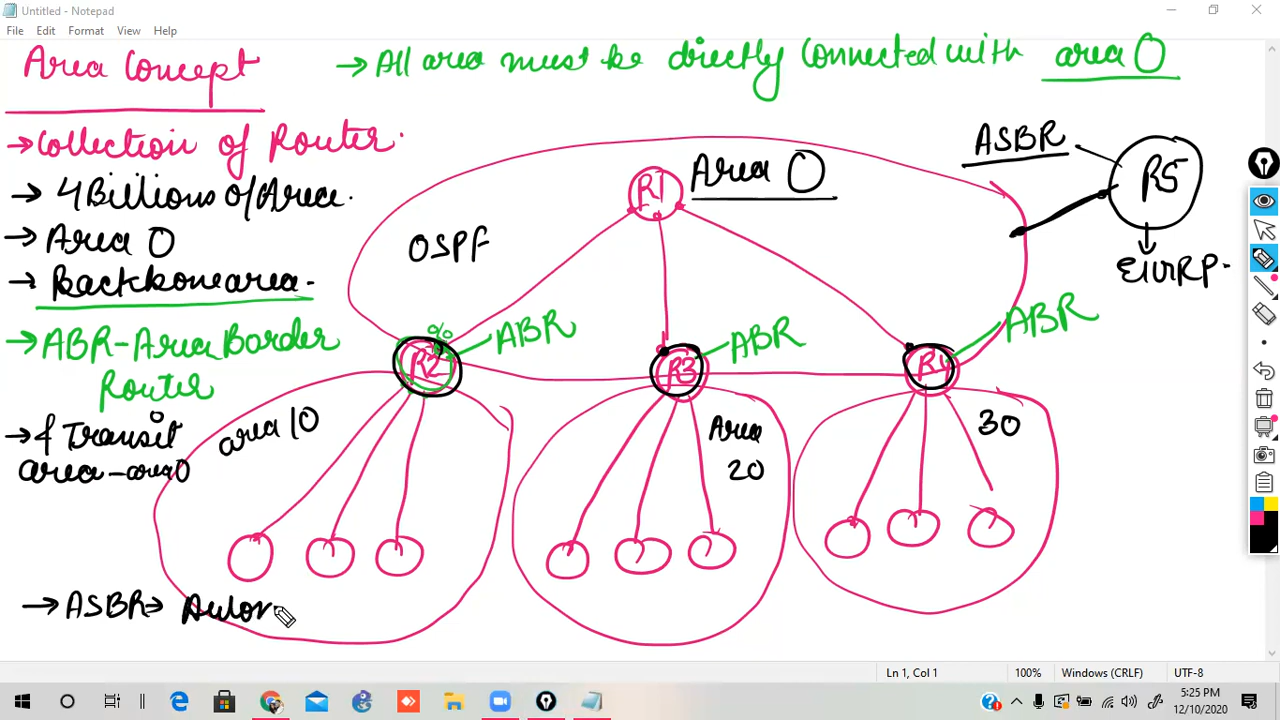 Untitled - Notepad
File Edit Format View Help
Area Concept
→ All area must be directly Connected with area 0
→ Collection of Router.
→ 4 Billions of Area.
→ Area 0
→ Backbone area.
→ ABR - Area Border
Router
→ Transit
area - area 0
→ ASBR → Autor
OSPF
R1
Area 0
ASBR
R5
R2
ABR
R3
ABR
R4
ABR
area 10
Area
20
30
Ln 1, Col 1 100% Windows (CRLF) UTF-8
5:25 PM
12/10/2020